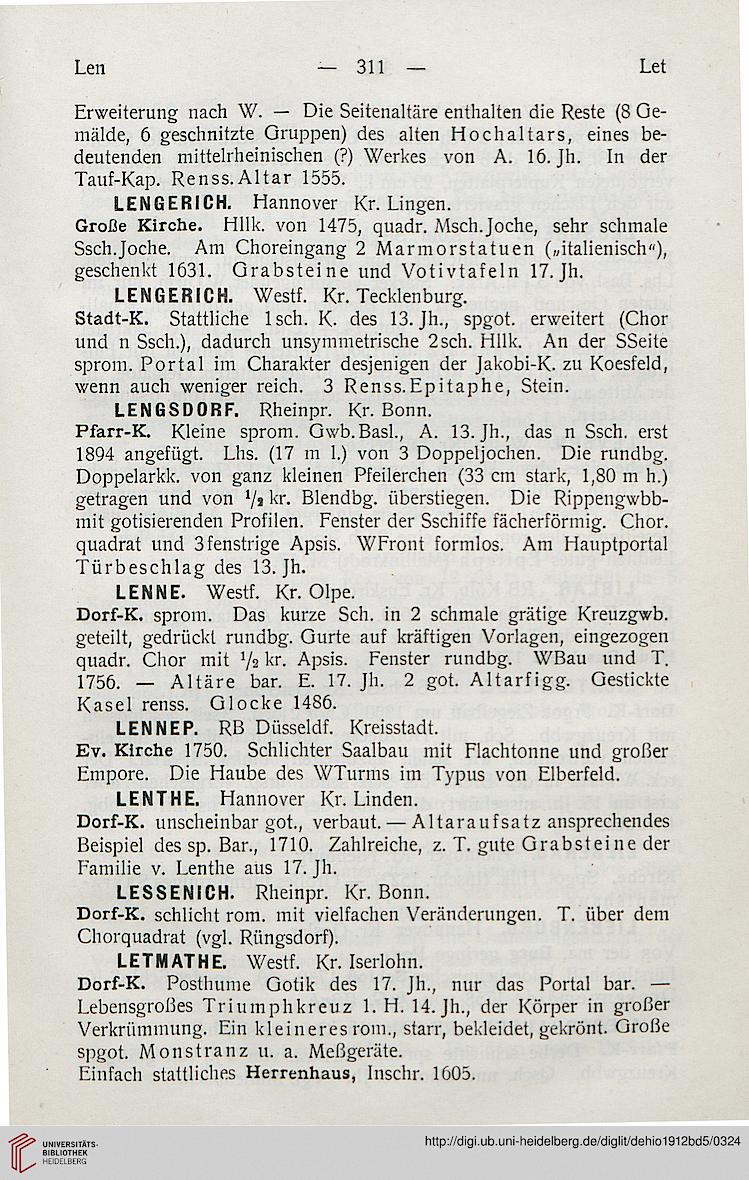 Len — 311 — Let
Erweiterung nach W. — Die Seitenaltäre enthalten die Reste (8 Ge-
mälde, 6 geschnitzte Gruppen) des alten Hochaltars, eines be-
deutenden mittelrheinischen (?) Werkes von A. 16. Jh. In der
Tauf-Kap. Renss. Altar 1555.
LENGERICH. Hannover Kr. Lingen.
Große Kirche. Hllk. von 1475, quadr. Msch.Joche, sehr schmale
Ssch.Joche. Am Choreingang 2 Marmorstatuen („italienisch“),
geschenkt 1631. Grabsteine und Votivtafeln 17. Jh.
LENGERICH. Westf. Kr. Tecklenburg.
Stadt-K. Stattliche 1sch. K. des 13. Jh., spgot. erweitert (Chor
und n Ssch.), dadurch unsymmetrische 2sch. Hllk. An der SSeite
sprom. Portal im Charakter desjenigen der Jakobi-K. zu Koesfeld,
wenn auch weniger reich. 3 Renss. Epitaphe, Stein.
LENGSDORF. Rheinpr. Kr. Bonn.
Pfarr-K. Kleine sprom. Gwb.Basl., A. 13. Jh., das n Ssch. erst
1894 angefügt. Lhs. (17 m l.) von 3 Doppeljochen. Die rundbg.
Doppelarkk. von ganz kleinen Pfeilerchen (33 cm stark, 1,80 m h.)
getragen und von ½ kr. Blendbg. überstiegen. Die Rippengwbb-
mit gotisierenden Profilen. Fenster der Sschiffe fächerförmig. Chor.
quadrat und 3fenstrige Apsis. WFront formlos. Am Hauptportal
Türbeschlag des 13. Jh.
LENNE. Westf. Kr. Olpe.
Dorf-K. sprom. Das kurze Sch. in 2 schmale grätige Kreuzgwb.
geteilt, gedrückt rundbg. Gurte auf kräftigen Vorlagen, eingezogen
quadr. Chor mit ½ kr. Apsis. Fenster rundbg. WBau und T.
1756. — Altäre bar. E. 17. Jh. 2 got. Altarfigg. Gestickte
Kasel renss. Glocke 1486.
LENNEP. RB Düsseldf. Kreisstadt.
Ev. Kirche 1750. Schlichter Saalbau mit Flachtonne und großer
Empore. Die Haube des WTurms im Typus von Elberfeld.
LENTHE. Hannover Kr. Linden.
Dorf-K. unscheinbar got., verbaut. — Altaraufsatz ansprechendes
Beispiel des sp. Bar., 1710. Zahlreiche, z. T. gute Grabsteine der
Familie v. Lenthe aus 17. Jh.
LESSENICH. Rheinpr. Kr. Bonn.
Dorf-K. schlicht rom. mit vielfachen Veränderungen. T. über dem
Chorquadrat (vgl. Rüngsdorf).
LETMATHE. Westf. Kr. Iserlohn.
Dorf-K. Posthume Gotik des 17. Jh., nur das Portal bar. —
Lebensgroßes Triumphkreuz 1. H. 14. Jh., der Körper in großer
Verkrümmung. Ein kleineres rom., starr, bekleidet, gekrönt. Große
spgot. Monstranz u. a. Meßgeräte.
Einfach stattliches Herrenhaus, Inschr. 1605.
UNIVERSITÄTS-
BIBLIOTHEK
HEIDELBERG
http://digi.ub.uni-heidelberg.de/diglit/dehio1912bd5/0324